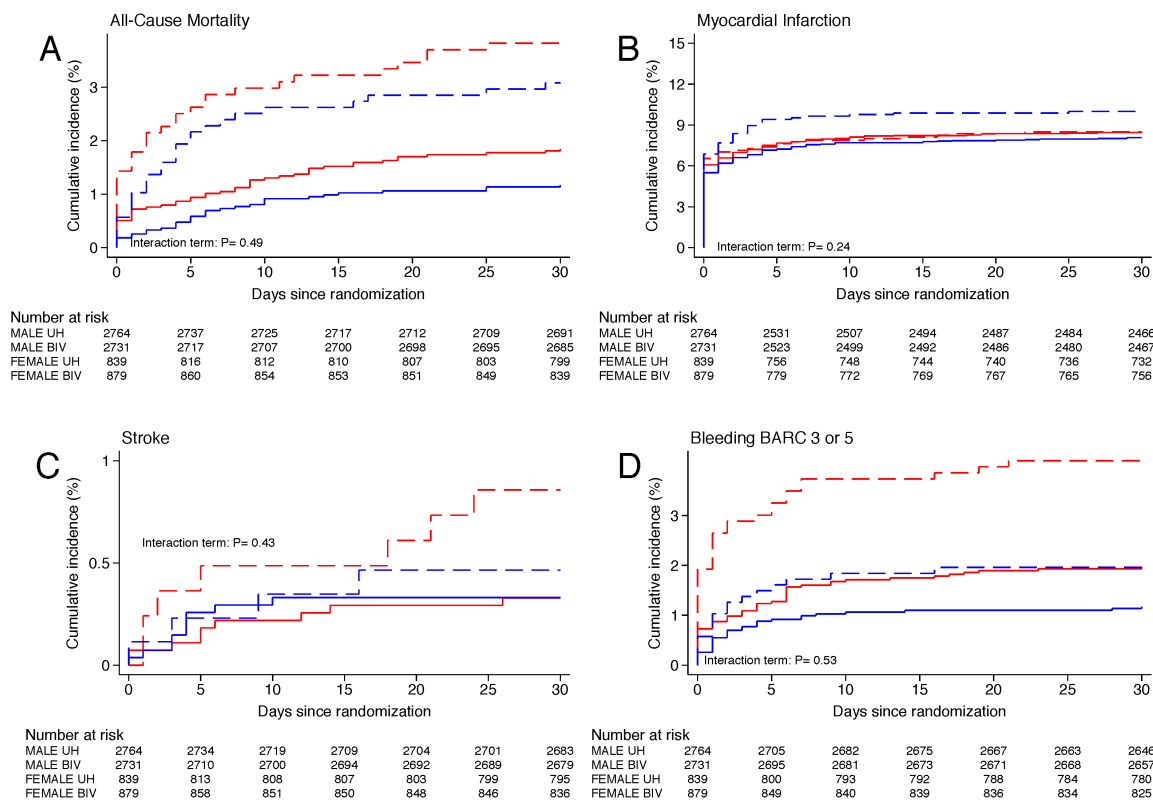 All-Cause Mortality
A
Cumulative incidence (%)
3
2
1
0
Interaction term: P= 0.49
0 5 10 15 20 25 30
Days since randomization
Number at risk
MALE UH 2764 2737 2725 2717 2712 2709 2691
MALE BIV 2731 2717 2707 2700 2698 2695 2685
FEMALE UH 839 816 812 810 807 803 799
FEMALE BIV 879 860 854 853 851 849 839
Myocardial Infarction
B
Cumulative incidence (%)
15
12
9
6
3
0
Interaction term: P= 0.24
0 5 10 15 20 25 30
Days since randomization
Number at risk
MALE UH 2764 2531 2507 2494 2487 2484 2466
MALE BIV 2731 2523 2499 2492 2486 2480 2467
FEMALE UH 839 756 748 744 740 736 732
FEMALE BIV 879 779 772 769 767 765 756
Stroke
C
Cumulative incidence (%)
1
0.5
0
Interaction term: P= 0.43
0 5 10 15 20 25 30
Days since randomization
Number at risk
MALE UH 2764 2734 2719 2709 2704 2701 2683
MALE BIV 2731 2710 2700 2694 2692 2689 2679
FEMALE UH 839 813 808 807 803 799 795
FEMALE BIV 879 858 851 850 848 846 836
Bleeding BARC 3 or 5
D
Cumulative incidence (%)
3
2
1
0
Interaction term: P= 0.53
0 5 10 15 20 25 30
Days since randomization
Number at risk
MALE UH 2764 2705 2682 2675 2667 2663 2646
MALE BIV 2731 2695 2681 2673 2671 2668 2657
FEMALE UH 839 800 793 792 788 784 780
FEMALE BIV 879 849 840 839 836 834 825